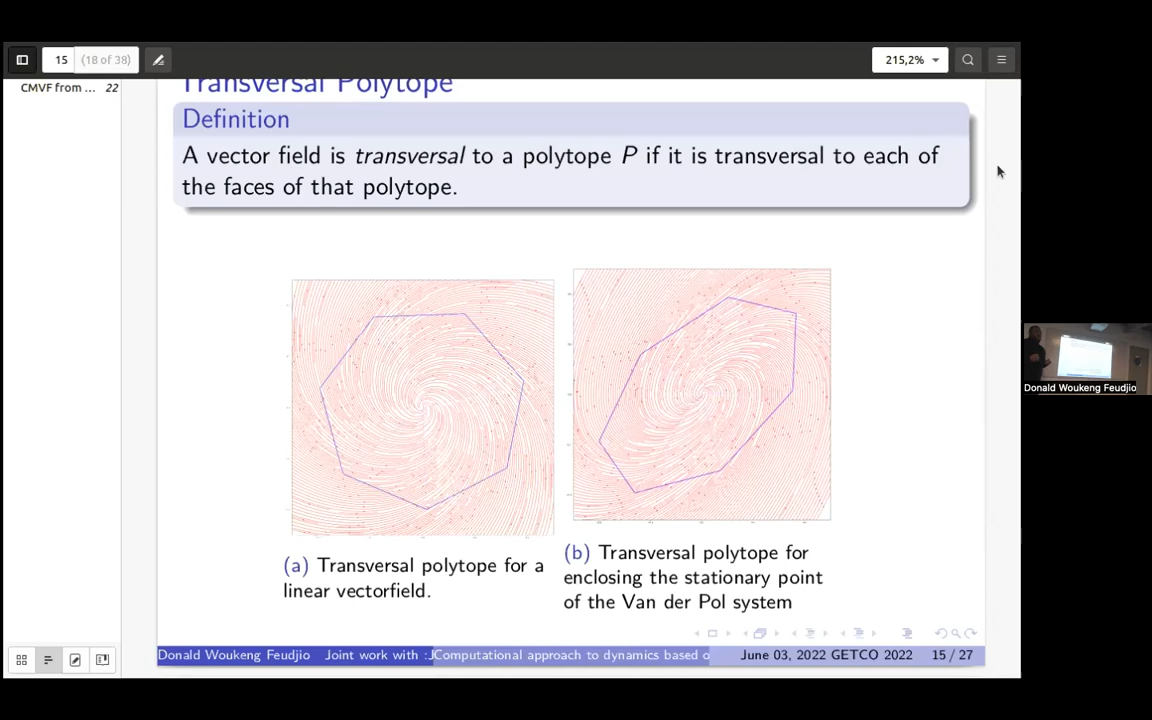 15 (18 of 38)
215,2%
CMVF from ... 22
Transversal Polytope
Definition
A vector field is transversal to a polytope P if it is transversal to each of
the faces of that polytope.
(a) Transversal polytope for a
linear vectorfield.
(b) Transversal polytope for
enclosing the stationary point
of the Van der Pol system
Donald Woukeng Feudjio
Donald Woukeng Feudjio Joint work with :J Computational approach to dynamics based o June 03, 2022 GETCO 2022 15 / 27